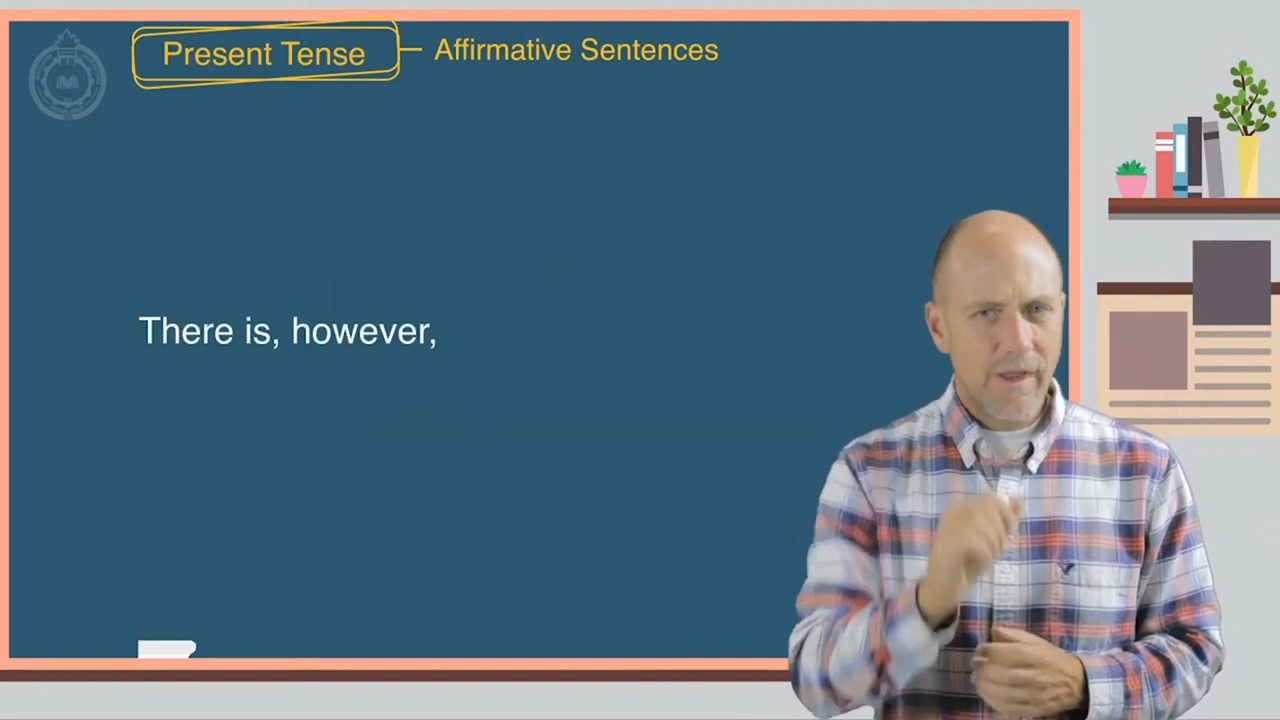 Present Tense
Affirmative Sentences
There is, however,